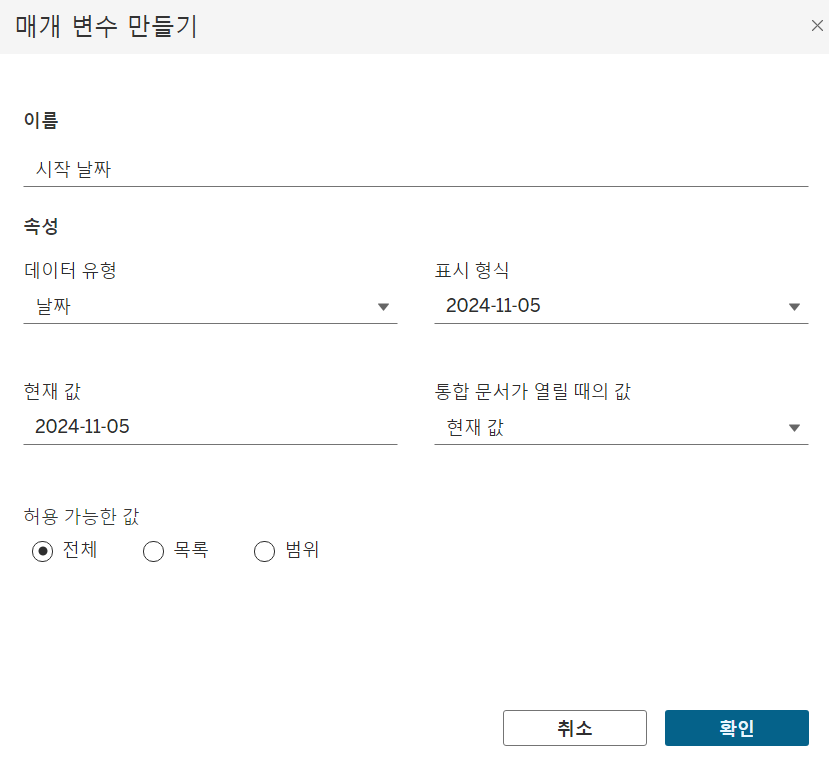 매개 변수 만들기
이름
시작 날짜
속성
데이터 유형 표시 형식
날짜 2024-11-05
현재 값 통합 문서가 열릴 때의 값
2024-11-05 현재 값
허용 가능한 값
전체 목록 범위
취소 확인